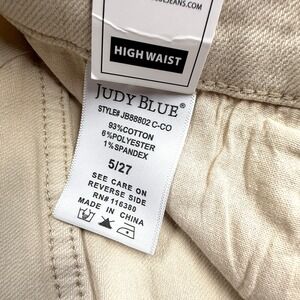 HIGH WAIST
JUDY BLUE®
STYLE# JB88802 C-CO
93%COTTON
6%POLYESTER
1%SPANDEX
5/27
SEE CARE ON
REVERSE SIDE
RN# 116380
MADE IN CHINA